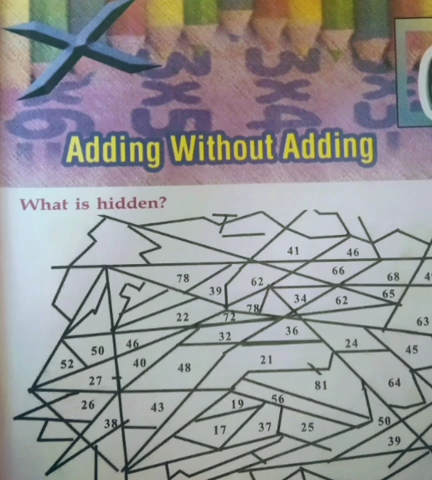 3x5
3x4
Adding Without Adding
What is hidden?
41 46
78 39 62 66 68
78 34 62 65
22 72 63
32 36
50 46 24
52 40 48 21 45
27 81 64
26 43 19 56
38 17 37 25 50
39